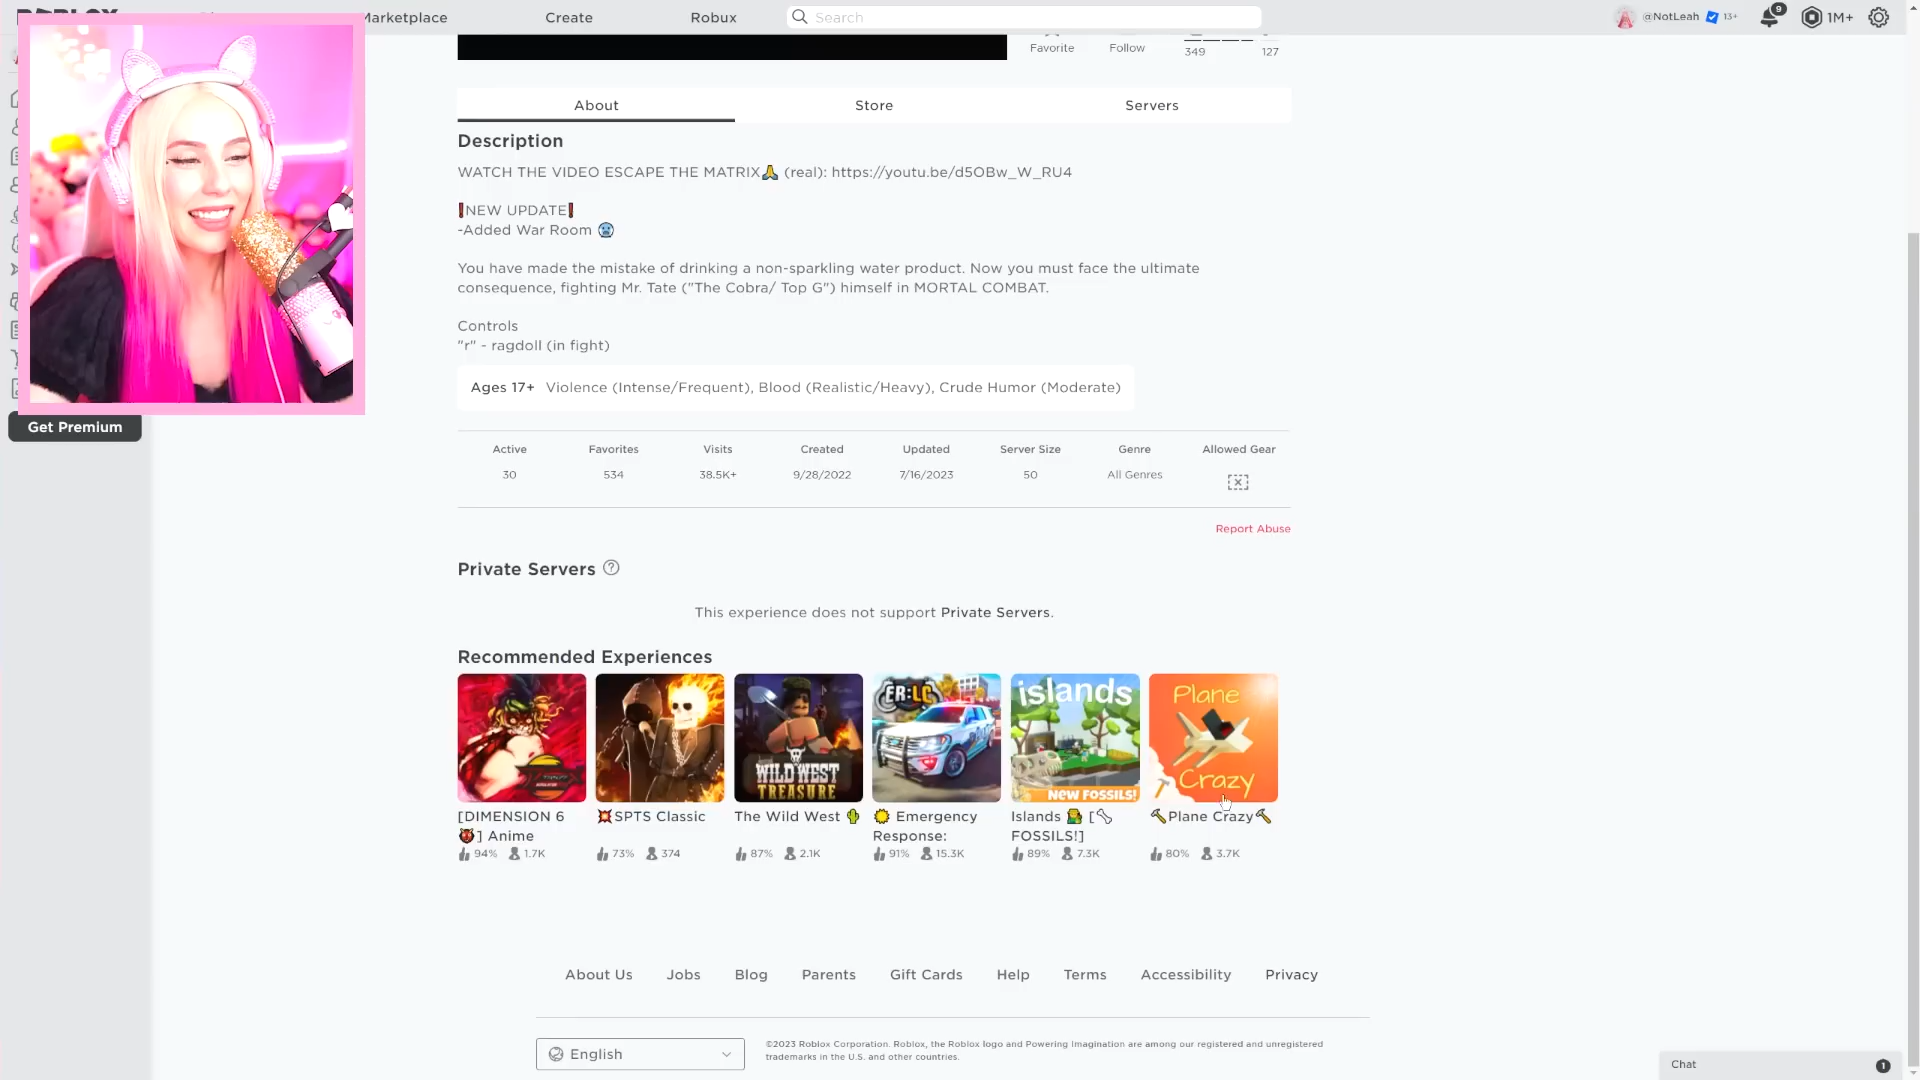 Marketplace
Create
Robux
Search
@NotLeah
13+
9
1M+
Favorite
Follow
349
127
Get Premium
About
Store
Servers
Description
WATCH THE VIDEO ESCAPE THE MATRIX🙏 (real): https://youtu.be/d5OBw_W_RU4
❗NEW UPDATE❗
-Added War Room 🥶
You have made the mistake of drinking a non-sparkling water product. Now you must face the ultimate
consequence, fighting Mr. Tate ("The Cobra/ Top G") himself in MORTAL COMBAT.
Controls
"r" - ragdoll (in fight)
Ages 17+ Violence (Intense/Frequent), Blood (Realistic/Heavy), Crude Humor (Moderate)
Active Favorites Visits Created Updated Server Size Genre Allowed Gear
30 534 38.5K+ 9/28/2022 7/16/2023 50 All Genres
Report Abuse
Private Servers ?
This experience does not support Private Servers.
Recommended Experiences
WILD WEST
TREASURE
ER:LC
islands
NEW FOSSILS!
Plane
Crazy
[DIMENSION 6
👹] Anime
94% 1.7K
💥SPTS Classic
73% 374
The Wild West 🌵
87% 2.1K
Emergency
Response:
91% 15.3K
Islands [🦴
FOSSILS!]
89% 7.3K
🔨Plane Crazy🔨
80% 3.7K
About Us Jobs Blog Parents Gift Cards Help Terms Accessibility Privacy
English
©2023 Roblox Corporation. Roblox, the Roblox logo and Powering Imagination are among our registered and unregistered
trademarks in the U.S. and other countries.
Chat
1